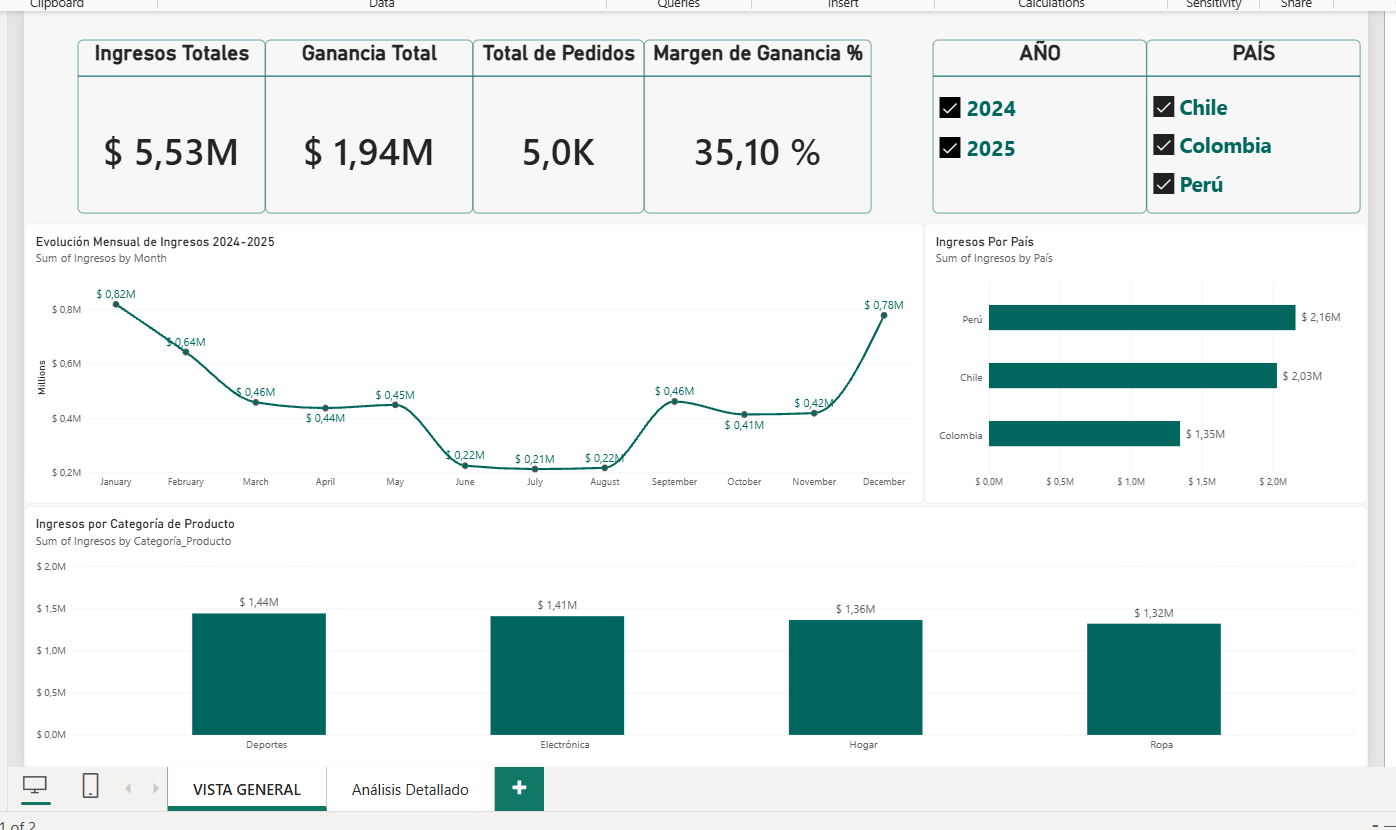 Clipboard Data Queries Insert Calculations Sensitivity Share
Ingresos Totales Ganancia Total Total de Pedidos Margen de Ganancia %
$ 5,53M $ 1,94M 5,0K 35,10 %
AÑO
2024
2025
PAÍS
Chile
Colombia
Perú
Evolución Mensual de Ingresos 2024-2025
Sum of Ingresos by Month
Millions
$ 0,8M
$ 0,6M
$ 0,4M
$ 0,2M
$ 0,82M
$ 0,64M
$ 0,46M
$ 0,44M
$ 0,45M
$ 0,22M
$ 0,21M
$ 0,22M
$ 0,46M
$ 0,41M
$ 0,42M
$ 0,78M
January February March April May June July August September October November December
Ingresos Por País
Sum of Ingresos by País
Perú $ 2,16M
Chile $ 2,03M
Colombia $ 1,35M
$ 0,0M $ 0,5M $ 1,0M $ 1,5M $ 2,0M
Ingresos por Categoría de Producto
Sum of Ingresos by Categoría_Producto
$ 2,0M
$ 1,5M
$ 1,0M
$ 0,5M
$ 0,0M
$ 1,44M $ 1,41M $ 1,36M $ 1,32M
Deportes Electrónica Hogar Ropa
VISTA GENERAL Análisis Detallado +
1 of 2